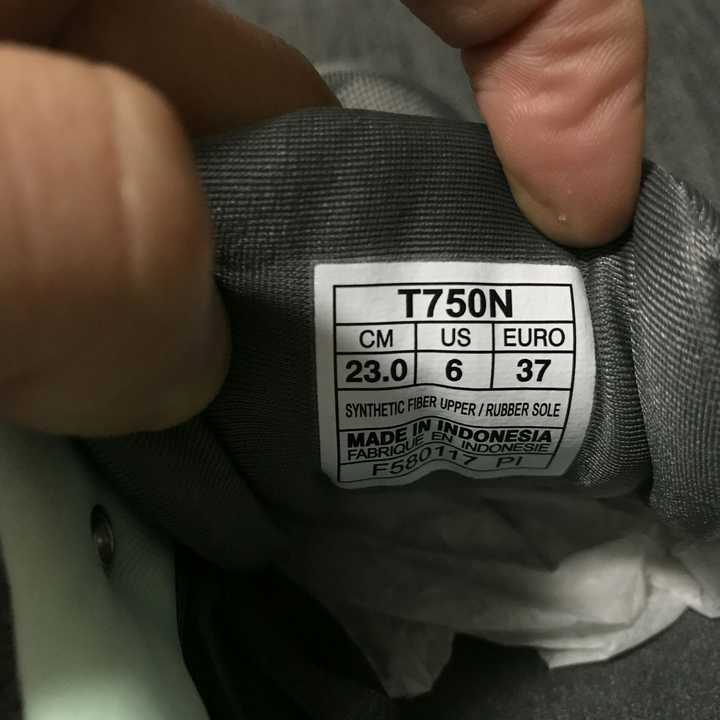 T750N
CM US EURO
23.0 6 37
SYNTHETIC FIBER UPPER / RUBBER SOLE
MADE IN INDONESIA
FABRIQUE EN INDONESIE
F580117 PI